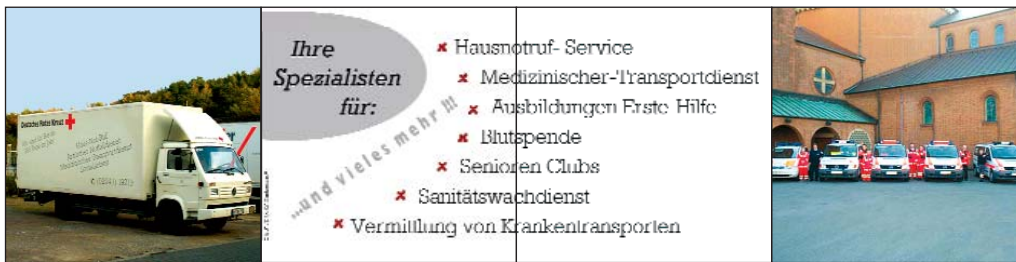 Ihre
Spezialisten
für:
Hausnotruf- Service
Medizinischer-Transportdienst
Ausbildungen Erste Hilfe
Blutspende
Senioren Clubs
Sanitätswachdienst
Vermittlung von Krankentransporten
...und vieles mehr !!!
Deutsches Rotes Kreuz